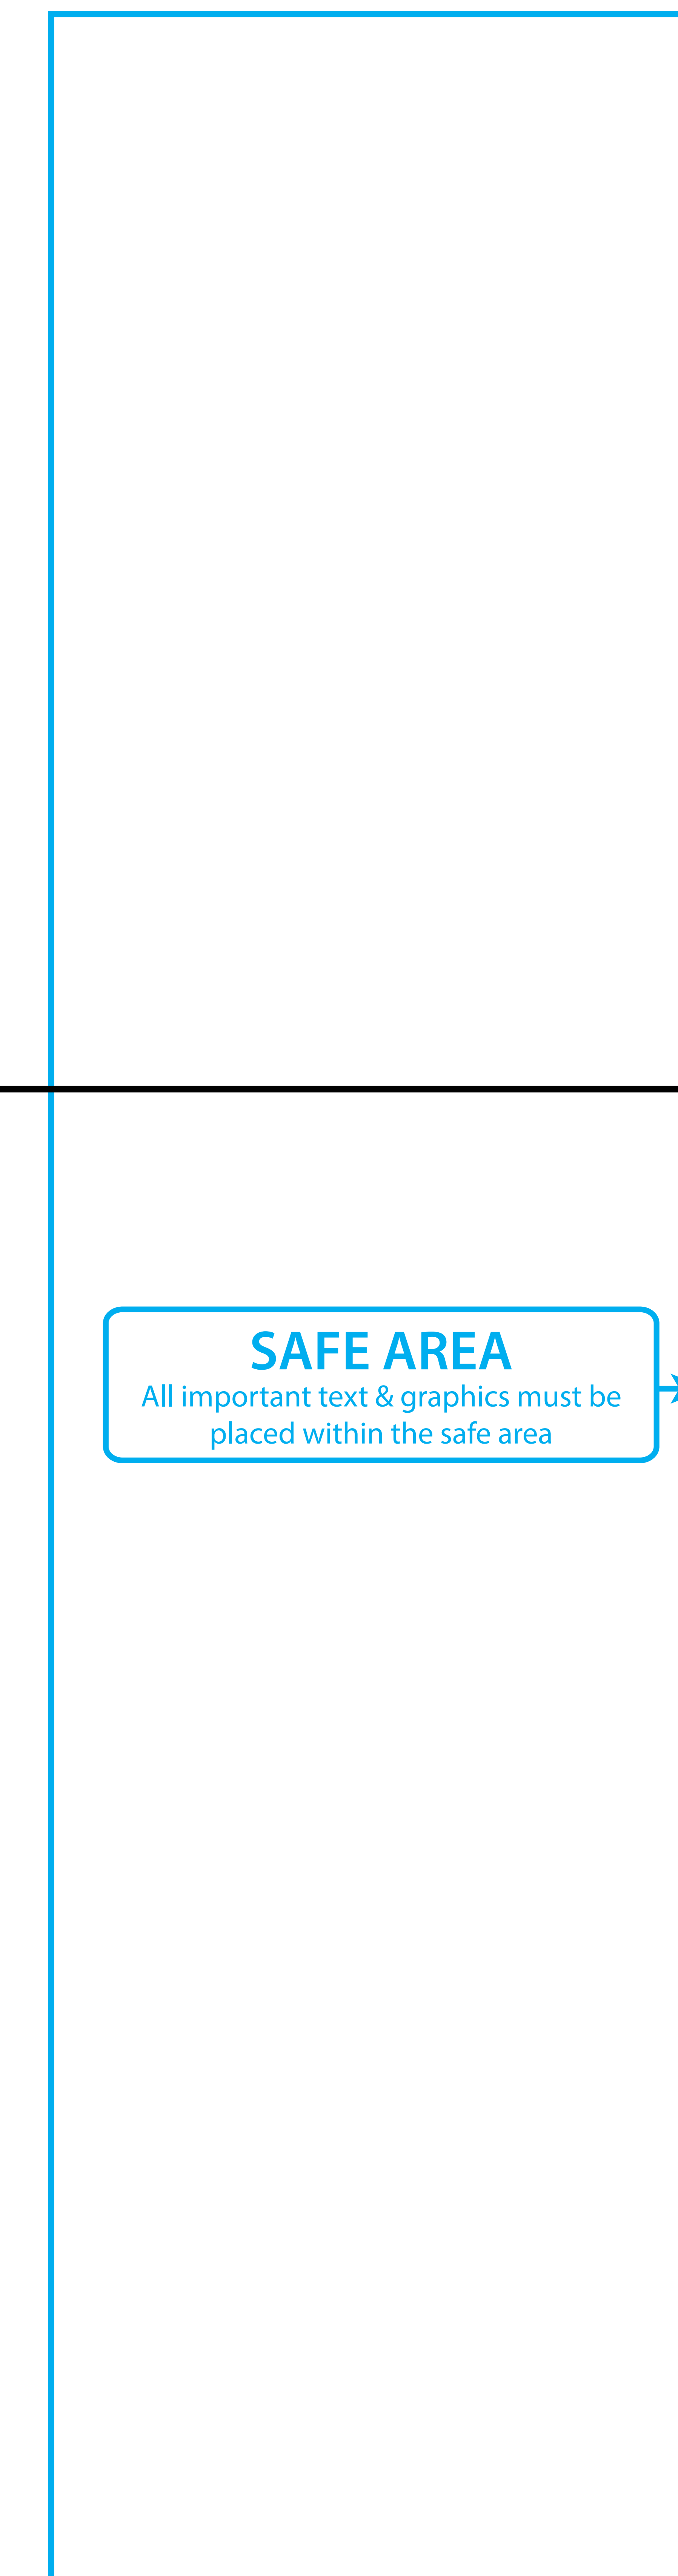 SAFE AREA
All important text & graphics must be
placed within the safe area